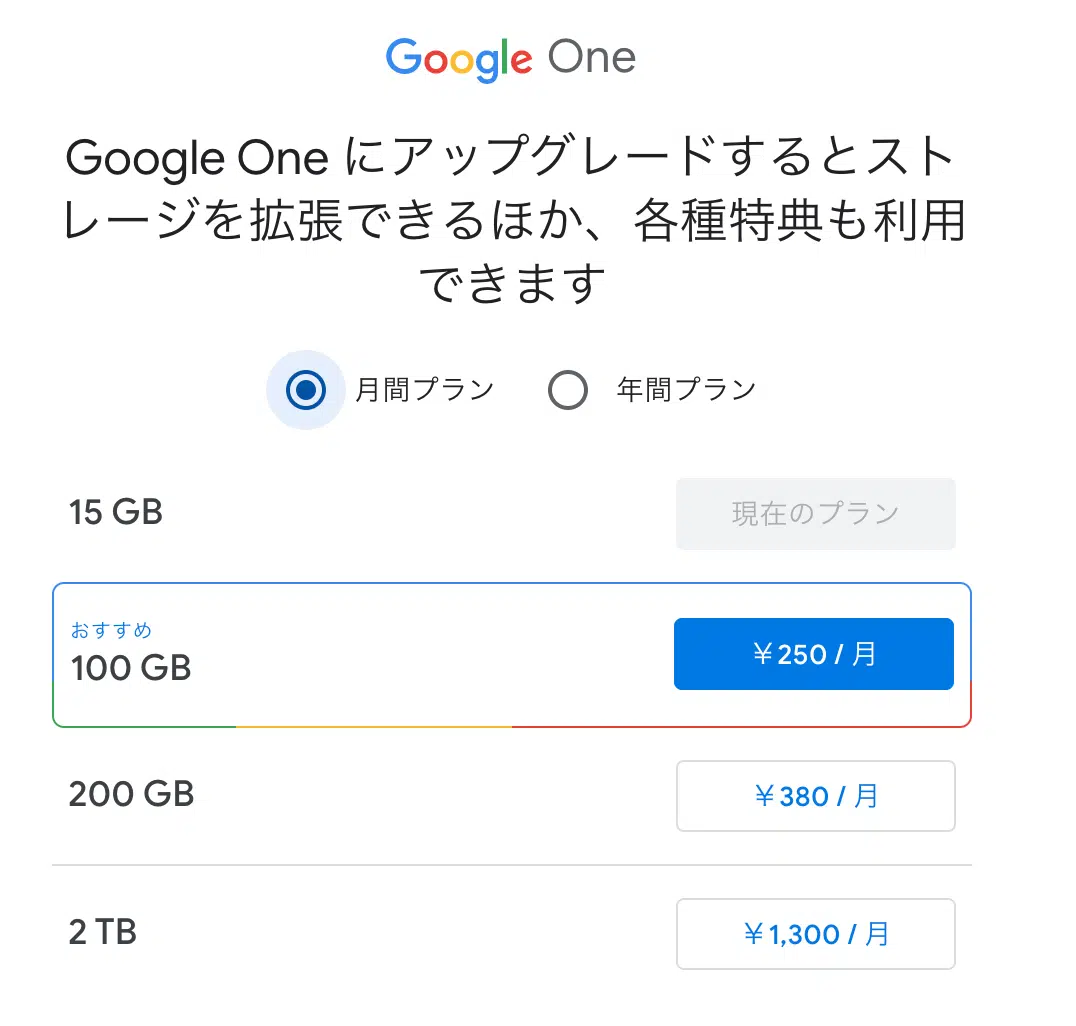 Google One
Google One にアップグレードするとスト
レージを拡張できるほか、各種特典も利用
できます
月間プラン 年間プラン
15 GB 現在のプラン
おすすめ
100 GB ¥250 / 月
200 GB ¥380 / 月
2 TB ¥1,300 / 月